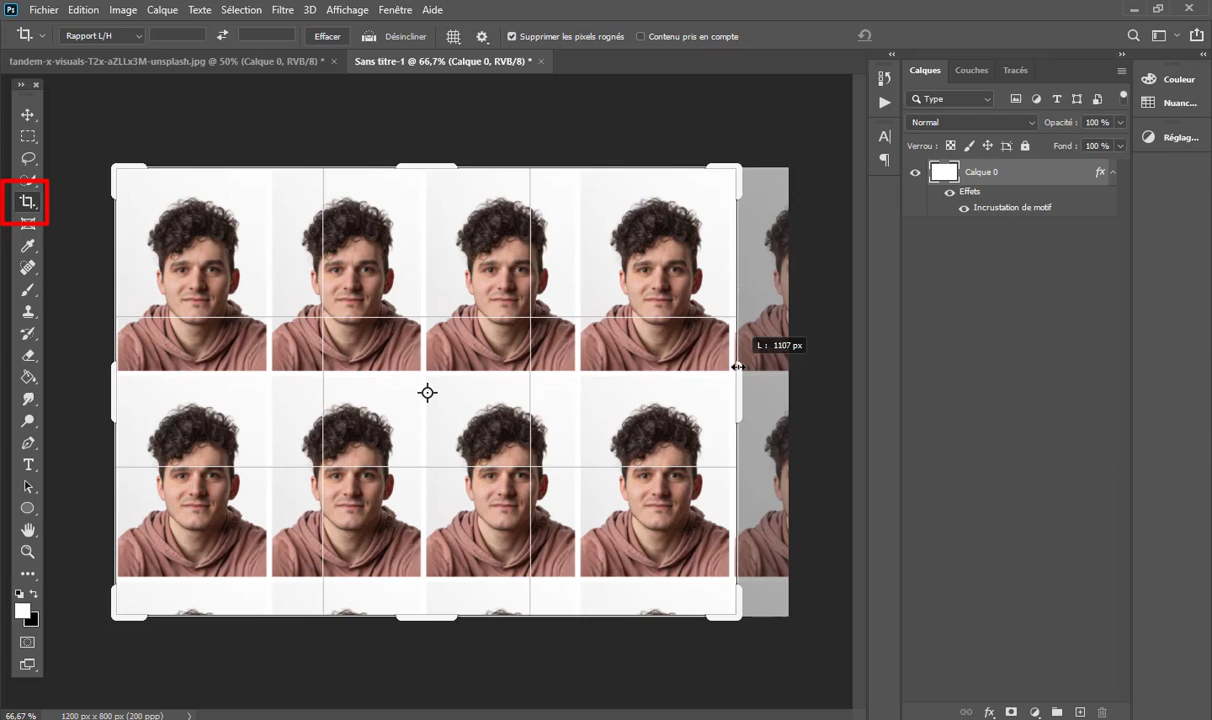 Ps Fichier Edition Image Calque Texte Sélection Filtre 3D Affichage Fenêtre Aide
Rapport L/H Effacer Désincliner Supprimer les pixels rognés Contenu pris en compte
tandem-x-visuals-T2x-aZLLx3M-unsplash.jpg @ 50% (Calque 0, RVB/8) * × Sans titre-1 @ 66,7% (Calque 0, RVB/8) * ×
Calques Couches Tracés
Couleur
Type
Nuanc...
Normal Opacité : 100 %
Réglag...
Verrou : Fond : 100 %
Calque 0 fx
Effets
Incrustation de motif
L : 1107 px
66,67 % 1200 px x 800 px (200 ppp)